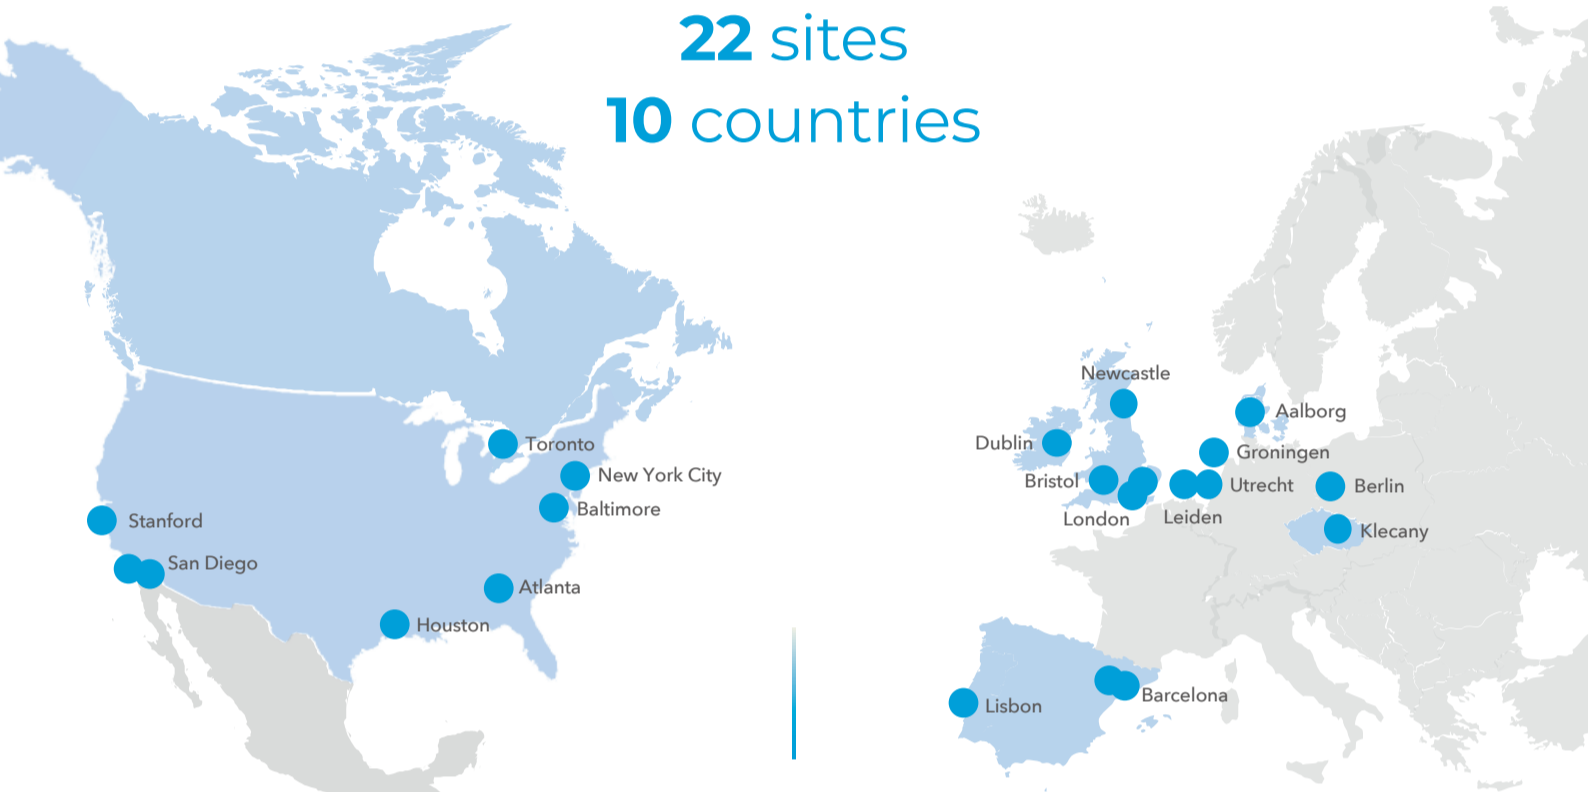 22 sites
10 countries
Toronto
New York City
Baltimore
Stanford
San Diego
Atlanta
Houston
Newcastle
Aalborg
Dublin
Groningen
Bristol
Utrecht
Berlin
London
Leiden
Klecany
Barcelona
Lisbon